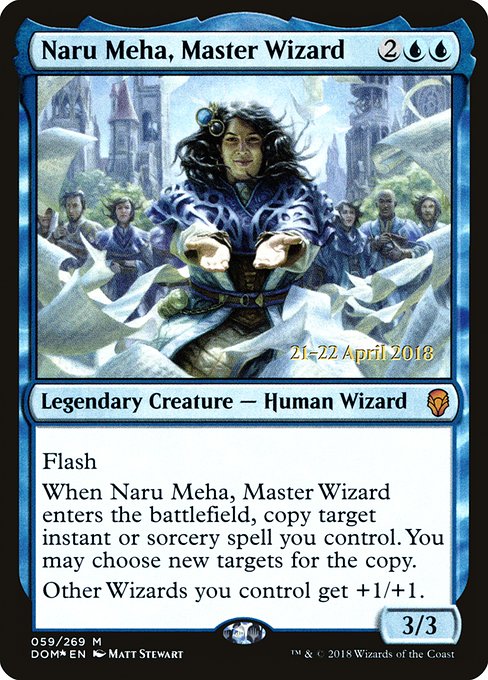 Naru Meha, Master Wizard 2
21–22 April 2018
Legendary Creature — Human Wizard
Flash
When Naru Meha, Master Wizard
enters the battlefield, copy target
instant or sorcery spell you control. You
may choose new targets for the copy.
Other Wizards you control get +1/+1.
3/3
059/269 M
DOM★EN Matt Stewart
™ & © 2018 Wizards of the Coast